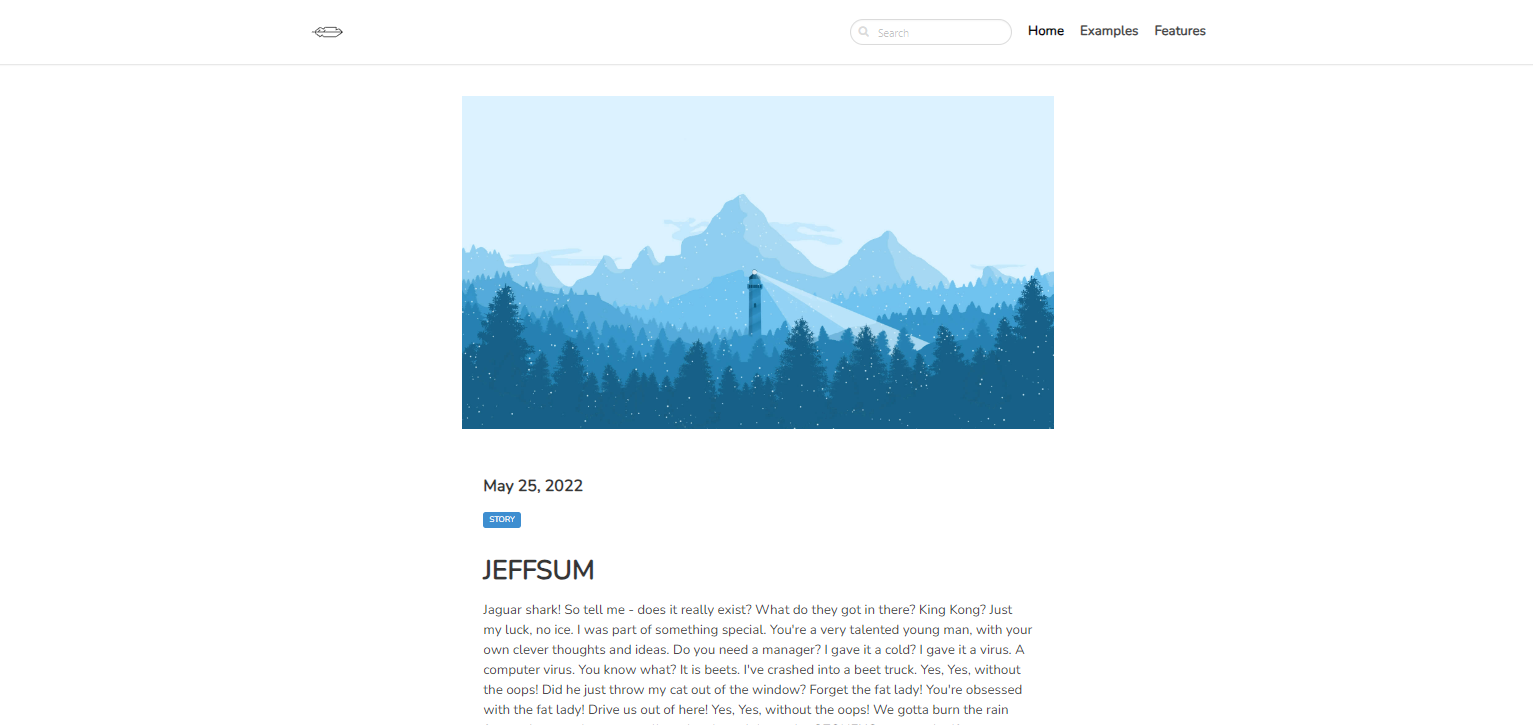 Search
Home
Examples
Features
May 25, 2022
STORY
JEFFSUM
Jaguar shark! So tell me - does it really exist? What do they got in there? King Kong? Just
my luck, no ice. I was part of something special. You're a very talented young man, with your
own clever thoughts and ideas. Do you need a manager? I gave it a cold? I gave it a virus. A
computer virus. You know what? It is beets. I've crashed into a beet truck. Yes, Yes, without
the oops! Did he just throw my cat out of the window? Forget the fat lady! You're obsessed
with the fat lady! Drive us out of here! Yes, Yes, without the oops! We gotta burn the rain